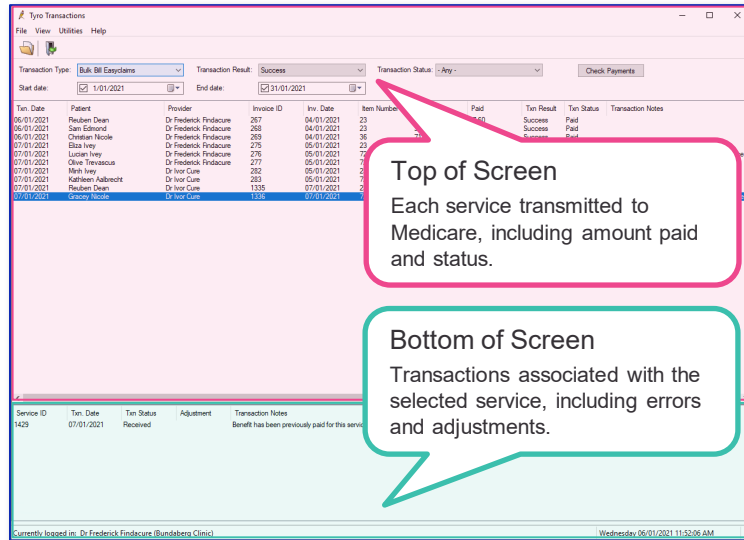 Tyro Transactions
File View Utilities Help
Transaction Type: Bulk Bill Easyclaims Transaction Result: Success Transaction Status: - Any - Check Payments
Start date: 1/01/2021 End date: 31/01/2021
Txn. Date Patient Provider Invoice ID Inv. Date Item Number Paid Txn Result Txn Status Transaction Notes
06/01/2021 Reuben Dean Dr Frederick Findacure 267 04/01/2021 23 Success Paid
06/01/2021 Sam Edmond Dr Frederick Findacure 268 04/01/2021 23 Success Paid
06/01/2021 Christian Nicole Dr Frederick Findacure 269 04/01/2021 36 Success Paid
07/01/2021 Eliza Ivey Dr Frederick Findacure 275 05/01/2021 23
07/01/2021 Lucian Ivey Dr Frederick Findacure 276 05/01/2021
07/01/2021 Olive Trevascus Dr Frederick Findacure 277 05/01/2021
07/01/2021 Minh Ivey Dr Ivor Cure 282 05/01/2021
07/01/2021 Kathleen Aalbrecht Dr Ivor Cure 283 05/01/2021
07/01/2021 Reuben Dean Dr Ivor Cure 1335 07/01/2021
07/01/2021 Gracey Nicole Dr Ivor Cure 1336 07/01/2021
Top of Screen
Each service transmitted to
Medicare, including amount paid
and status.
Bottom of Screen
Transactions associated with the
selected service, including errors
and adjustments.
Service ID Txn. Date Txn Status Adjustment Transaction Notes
1429 07/01/2021 Received Benefit has been previously paid for this
Currently logged in: Dr Frederick Findacure (Bundaberg Clinic) Wednesday 06/01/2021 11:52:06 AM